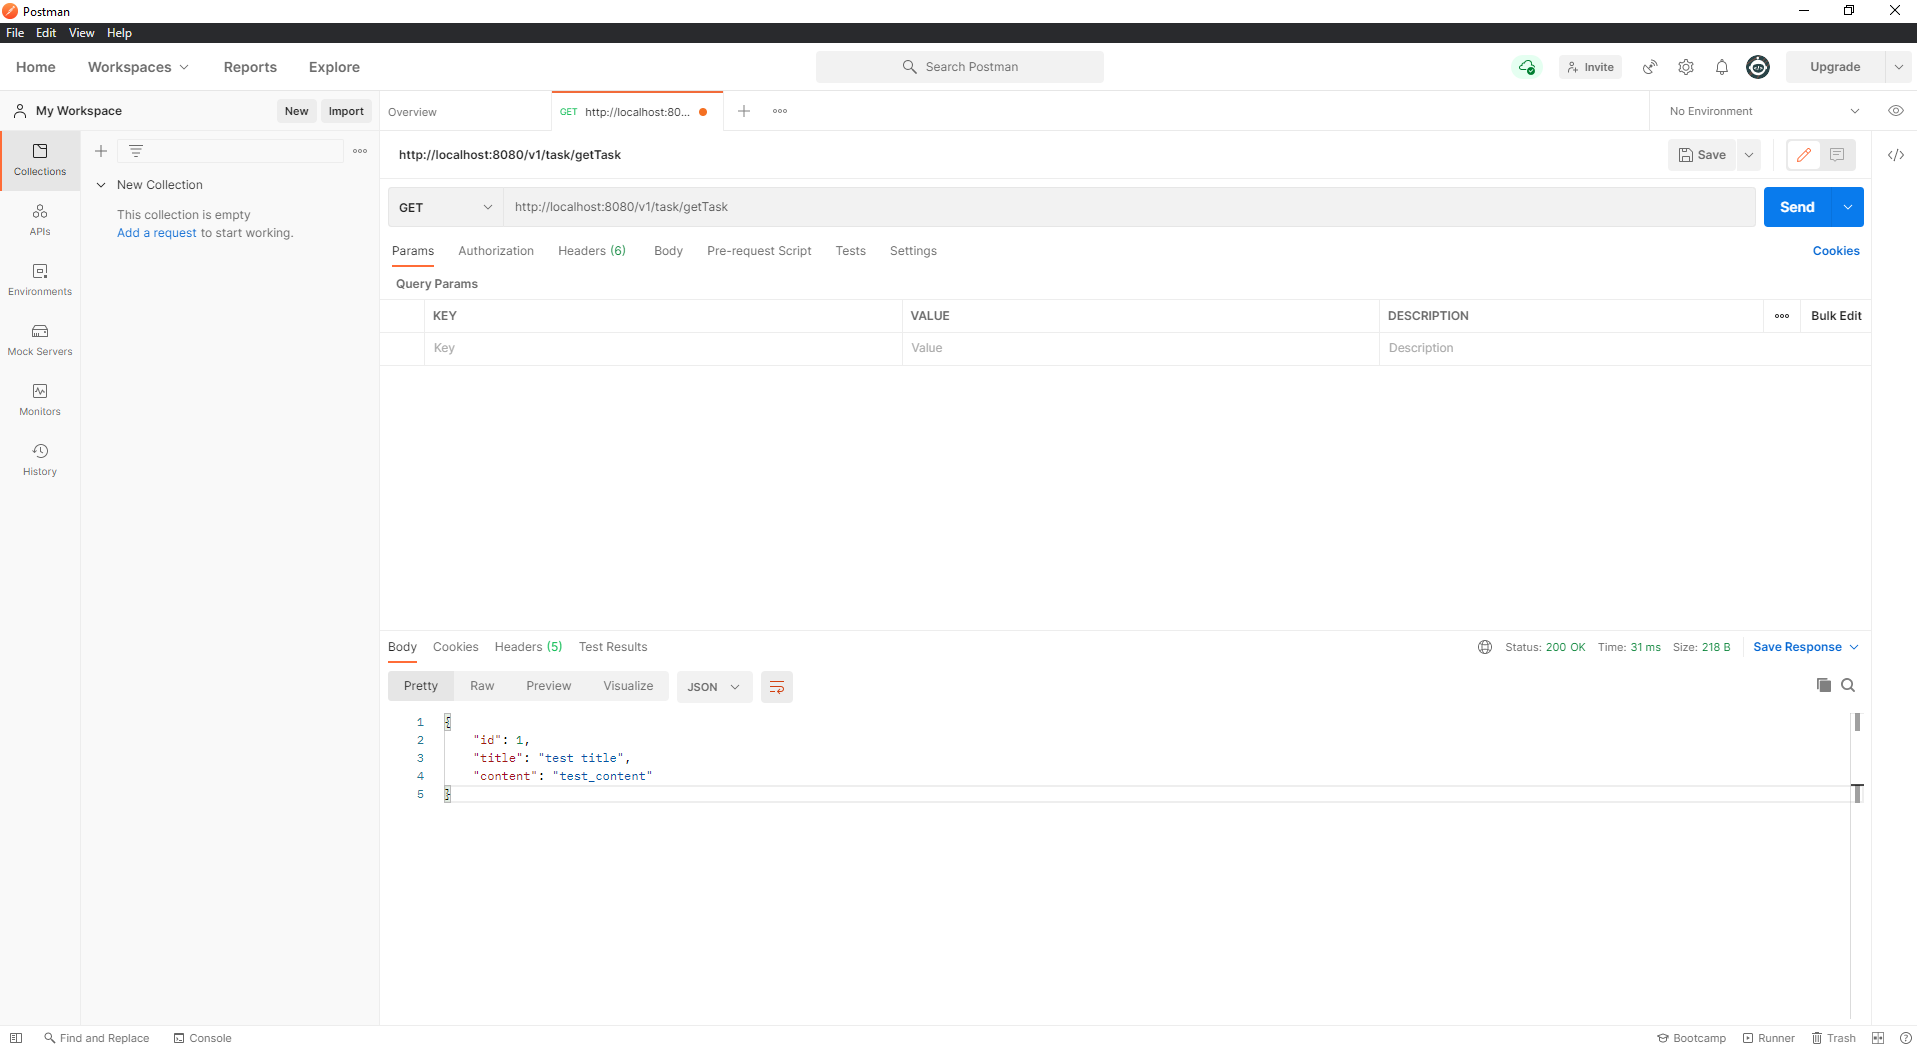 Postman
File Edit View Help
Home Workspaces Reports Explore Search Postman Invite Upgrade
My Workspace New Import Overview GET http://localhost:80... No Environment
Collections
APIs
Environments
Mock Servers
Monitors
History
New Collection
This collection is empty
Add a request to start working.
http://localhost:8080/v1/task/getTask Save
GET http://localhost:8080/v1/task/getTask Send
Params Authorization Headers (6) Body Pre-request Script Tests Settings Cookies
Query Params
KEY VALUE DESCRIPTION Bulk Edit
Key Value Description
Body Cookies Headers (5) Test Results Status: 200 OK Time: 31 ms Size: 218 B Save Response
Pretty Raw Preview Visualize JSON
1 {
2 "id": 1,
3 "title": "test title",
4 "content": "test_content"
5 }
Find and Replace Console Bootcamp Runner Trash